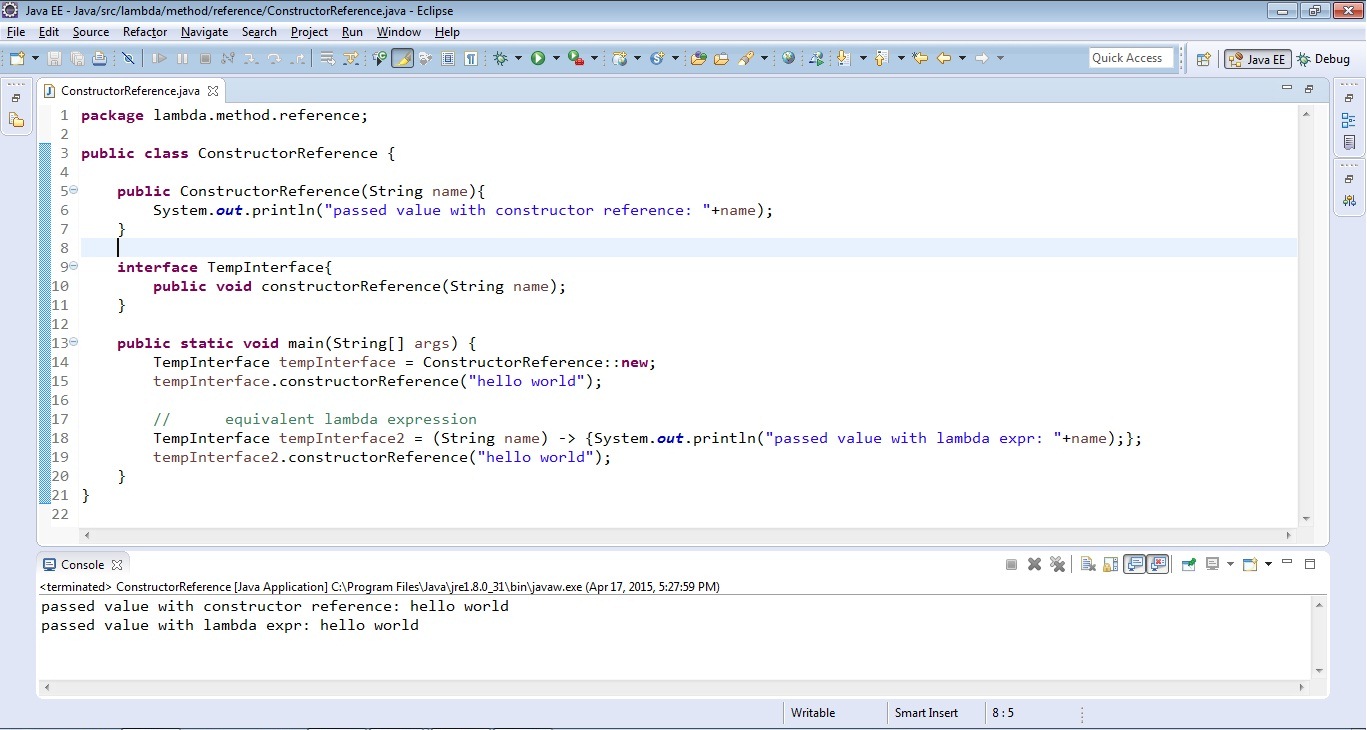 Java EE - Java/src/lambda/method/reference/ConstructorReference.java - Eclipse
File Edit Source Refactor Navigate Search Project Run Window Help
Quick Access Java EE Debug
ConstructorReference.java
1 package lambda.method.reference;
2
3 public class ConstructorReference {
4
5 public ConstructorReference(String name){
6 System.out.println("passed value with constructor reference: "+name);
7 }
8
9 interface TempInterface{
10 public void constructorReference(String name);
11 }
12
13 public static void main(String[] args) {
14 TempInterface tempInterface = ConstructorReference::new;
15 tempInterface.constructorReference("hello world");
16
17 // equivalent lambda expression
18 TempInterface tempInterface2 = (String name) -> {System.out.println("passed value with lambda expr: "+name);};
19 tempInterface2.constructorReference("hello world");
20 }
21 }
22
Console
<terminated> ConstructorReference [Java Application] C:\Program Files\Java\jre1.8.0_31\bin\javaw.exe (Apr 17, 2015, 5:27:59 PM)
passed value with constructor reference: hello world
passed value with lambda expr: hello world
Writable Smart Insert 8 : 5